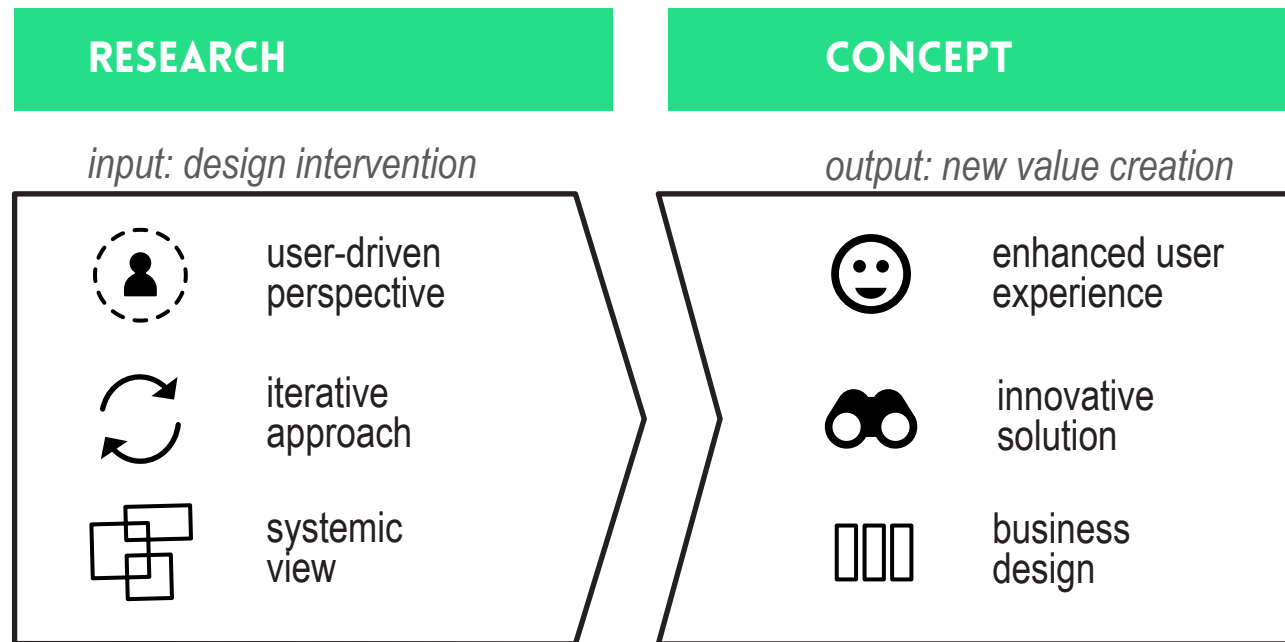 RESEARCH
input: design intervention
user-driven
perspective
iterative
approach
systemic
view
CONCEPT
output: new value creation
enhanced user
experience
innovative
solution
business
design